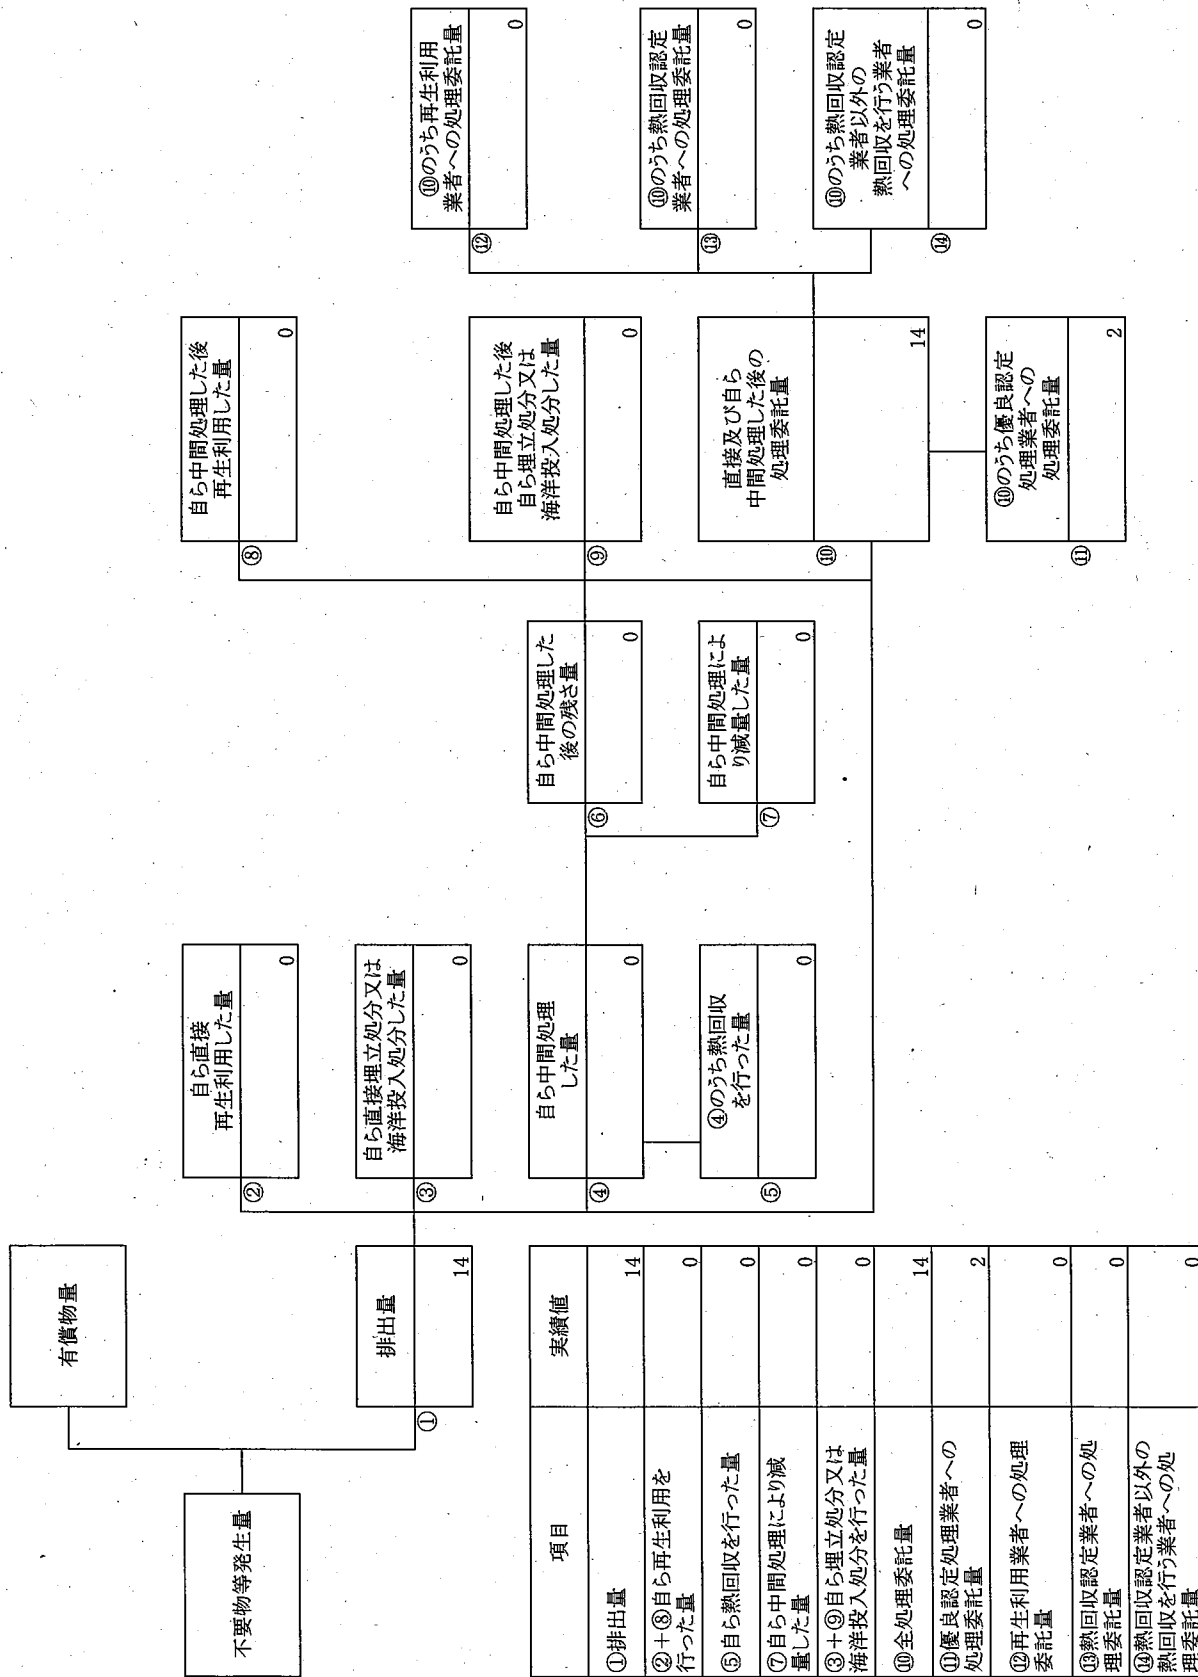 不要物等発生量
有償物量
①
排出量
14
②
自ら直接
再生利用した量
0
③
自ら直接埋立処分又は
海洋投入処分した量
0
④
自ら中間処理
した量
0
⑤
④のうち熱回収
を行った量
0
⑥
自ら中間処理した
後の残さ量
0
⑦
自ら中間処理によ
り減量した量
0
⑧
自ら中間処理した後
再生利用した量
0
⑨
自ら中間処理した後
自ら埋立処分又は
海洋投入処分した量
0
⑩
直接及び自ら
中間処理した後の
処理委託量
14
⑪
⑩のうち優良認定
処理業者への
処理委託量
2
⑫
⑩のうち再生利用
業者への処理委託量
0
⑬
⑩のうち熱回収認定
業者への処理委託量
0
⑭
⑩のうち熱回収認定
業者以外の
熱回収を行う業者
への処理委託量
0
項目 実績値
①排出量 14
②+⑧自ら再生利用を
行った量 0
⑤自ら熱回収を行った量 0
⑦自ら中間処理により減
量した量 0
③+⑨自ら埋立処分又は
海洋投入処分を行った量 0
⑩全処理委託量 14
⑪優良認定処理業者への
処理委託量 2
⑫再生利用業者への処理
委託量 0
⑬熱回収認定業者への処
理委託量 0
⑭熱回収認定業者以外の
熱回収を行う業者への処
理委託量 0